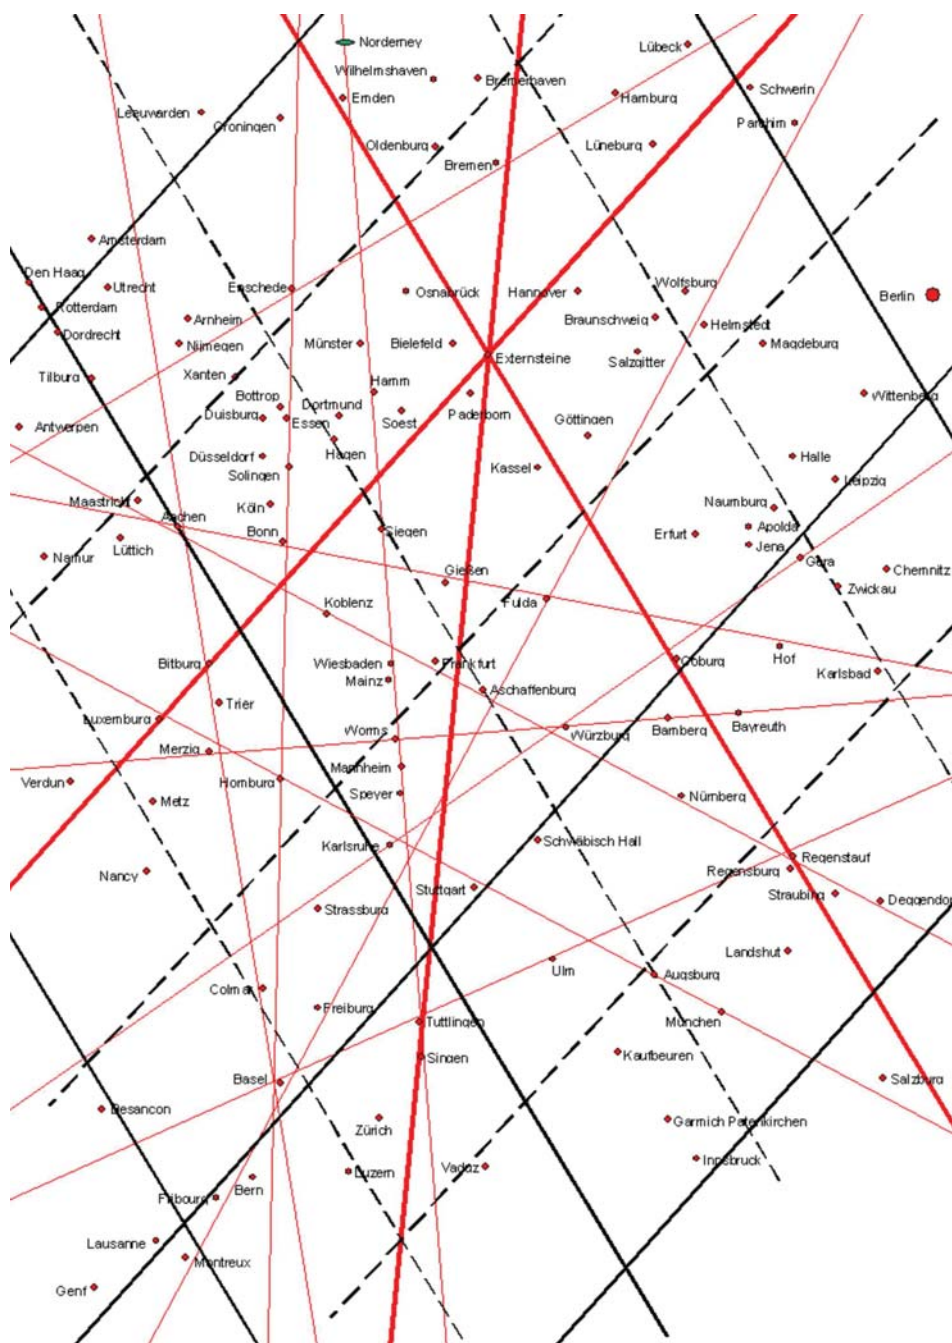 Norderney
Lübeck
Wilhelmshaven
Bremerhaven
Schwerin
Emden
Hamburg
Leeuwarden
Groningen
Parchim
Oldenburg
Lüneburg
Bremen
Amsterdam
Den Haag
Utrecht
Enschede
Osnabrück
Hannover
Wolfsburg
Berlin
Rotterdam
Arnheim
Braunschweig
Helmstedt
Dordrecht
Nijmegen
Münster
Bielefeld
Externsteine
Salzgitter
Magdeburg
Tilburg
Xanten
Hamm
Bottrop
Dortmund
Paderborn
Wittenberg
Duisburg
Essen
Soest
Göttingen
Antwerpen
Hagen
Düsseldorf
Halle
Solingen
Kassel
Leipzig
Maastricht
Köln
Naumburg
Aachen
Bonn
Siegen
Erfurt
Apolda
Lüttich
Jena
Namur
Gera
Chemnitz
Gießen
Zwickau
Koblenz
Fulda
Bitburg
Wiesbaden
Frankfurt
Coburg
Hof
Mainz
Karlsbad
Aschaffenburg
Trier
Luxemburg
Worms
Würzburg
Bamberg
Bayreuth
Merzig
Mannheim
Verdun
Homburg
Metz
Speyer
Nürnberg
Karlsruhe
Schwäbisch Hall
Regenstauf
Nancy
Regensburg
Stuttgart
Straubing
Deggendor
Strassburg
Landshut
Ulm
Augsburg
Colmar
Freiburg
Tuttlingen
München
Singen
Kaufbeuren
Basel
Salzburg
Besancon
Zürich
Garmich Patenkirchen
Luzern
Vaduz
Innsbruck
Bern
Fribourg
Lausanne
Montreux
Genf